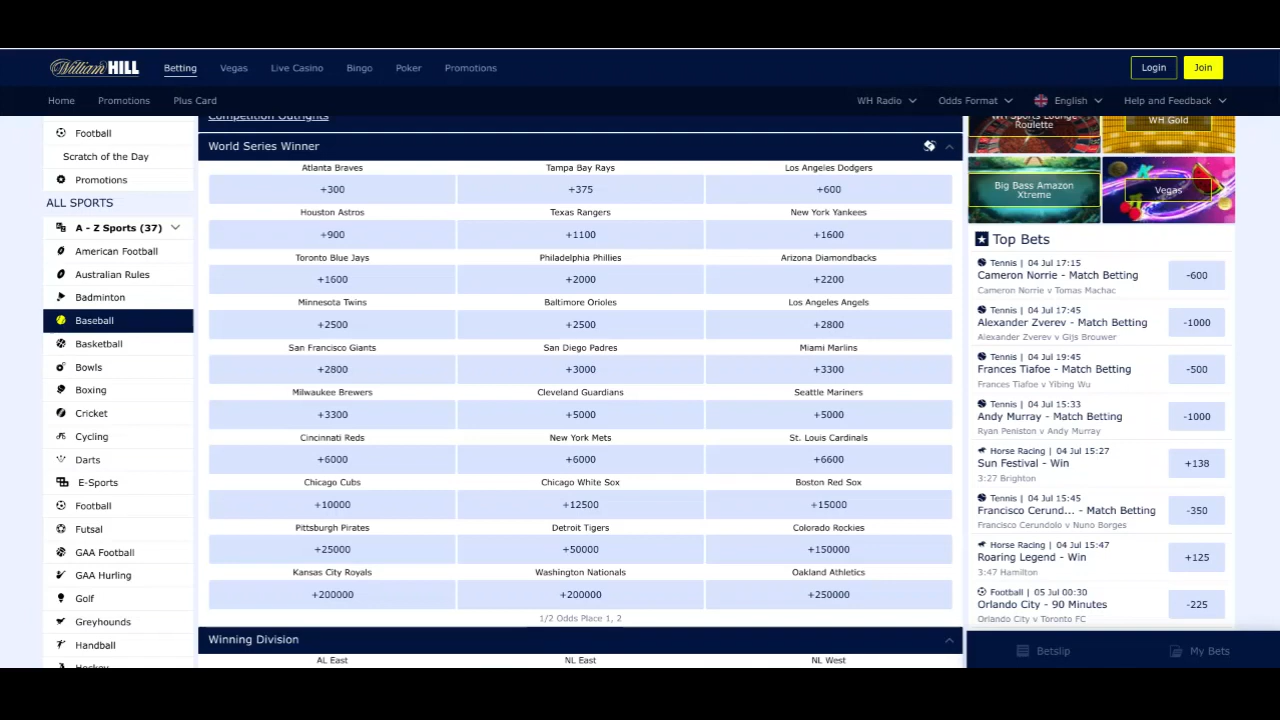 William HILL
Betting
Vegas
Live Casino
Bingo
Poker
Promotions
Login
Join
Home
Promotions
Plus Card
WH Radio
Odds Format
English
Help and Feedback
Football
Scratch of the Day
Promotions
ALL SPORTS
A - Z Sports (37)
American Football
Australian Rules
Badminton
Baseball
Basketball
Bowls
Boxing
Cricket
Cycling
Darts
E-Sports
Football
Futsal
GAA Football
GAA Hurling
Golf
Greyhounds
Handball
Hockey
Competition Outrights
World Series Winner
Atlanta Braves Tampa Bay Rays Los Angeles Dodgers
+300 +375 +600
Houston Astros Texas Rangers New York Yankees
+900 +1100 +1600
Toronto Blue Jays Philadelphia Phillies Arizona Diamondbacks
+1600 +2000 +2200
Minnesota Twins Baltimore Orioles Los Angeles Angels
+2500 +2500 +2800
San Francisco Giants San Diego Padres Miami Marlins
+2800 +3000 +3300
Milwaukee Brewers Cleveland Guardians Seattle Mariners
+3300 +5000 +5000
Cincinnati Reds New York Mets St. Louis Cardinals
+6000 +6000 +6600
Chicago Cubs Chicago White Sox Boston Red Sox
+10000 +12500 +15000
Pittsburgh Pirates Detroit Tigers Colorado Rockies
+25000 +50000 +150000
Kansas City Royals Washington Nationals Oakland Athletics
+200000 +200000 +250000
1/2 Odds Place 1, 2
Winning Division
AL East NL East NL West
WH Sports Lounge
Roulette
WH Gold
Big Bass Amazon
Xtreme
Vegas
Top Bets
Tennis | 04 Jul 17:15
Cameron Norrie - Match Betting -600
Cameron Norrie v Tomas Machac
Tennis | 04 Jul 17:45
Alexander Zverev - Match Betting -1000
Alexander Zverev v Gijs Brouwer
Tennis | 04 Jul 19:45
Frances Tiafoe - Match Betting -500
Frances Tiafoe v Yibing Wu
Tennis | 04 Jul 15:33
Andy Murray - Match Betting -1000
Ryan Peniston v Andy Murray
Horse Racing | 04 Jul 15:27
Sun Festival - Win +138
3:27 Brighton
Tennis | 04 Jul 15:45
Francisco Cerund... - Match Betting -350
Francisco Cerundolo v Nuno Borges
Horse Racing | 04 Jul 15:47
Roaring Legend - Win +125
3:47 Hamilton
Football | 05 Jul 00:30
Orlando City - 90 Minutes -225
Orlando City v Toronto FC
Betslip
My Bets